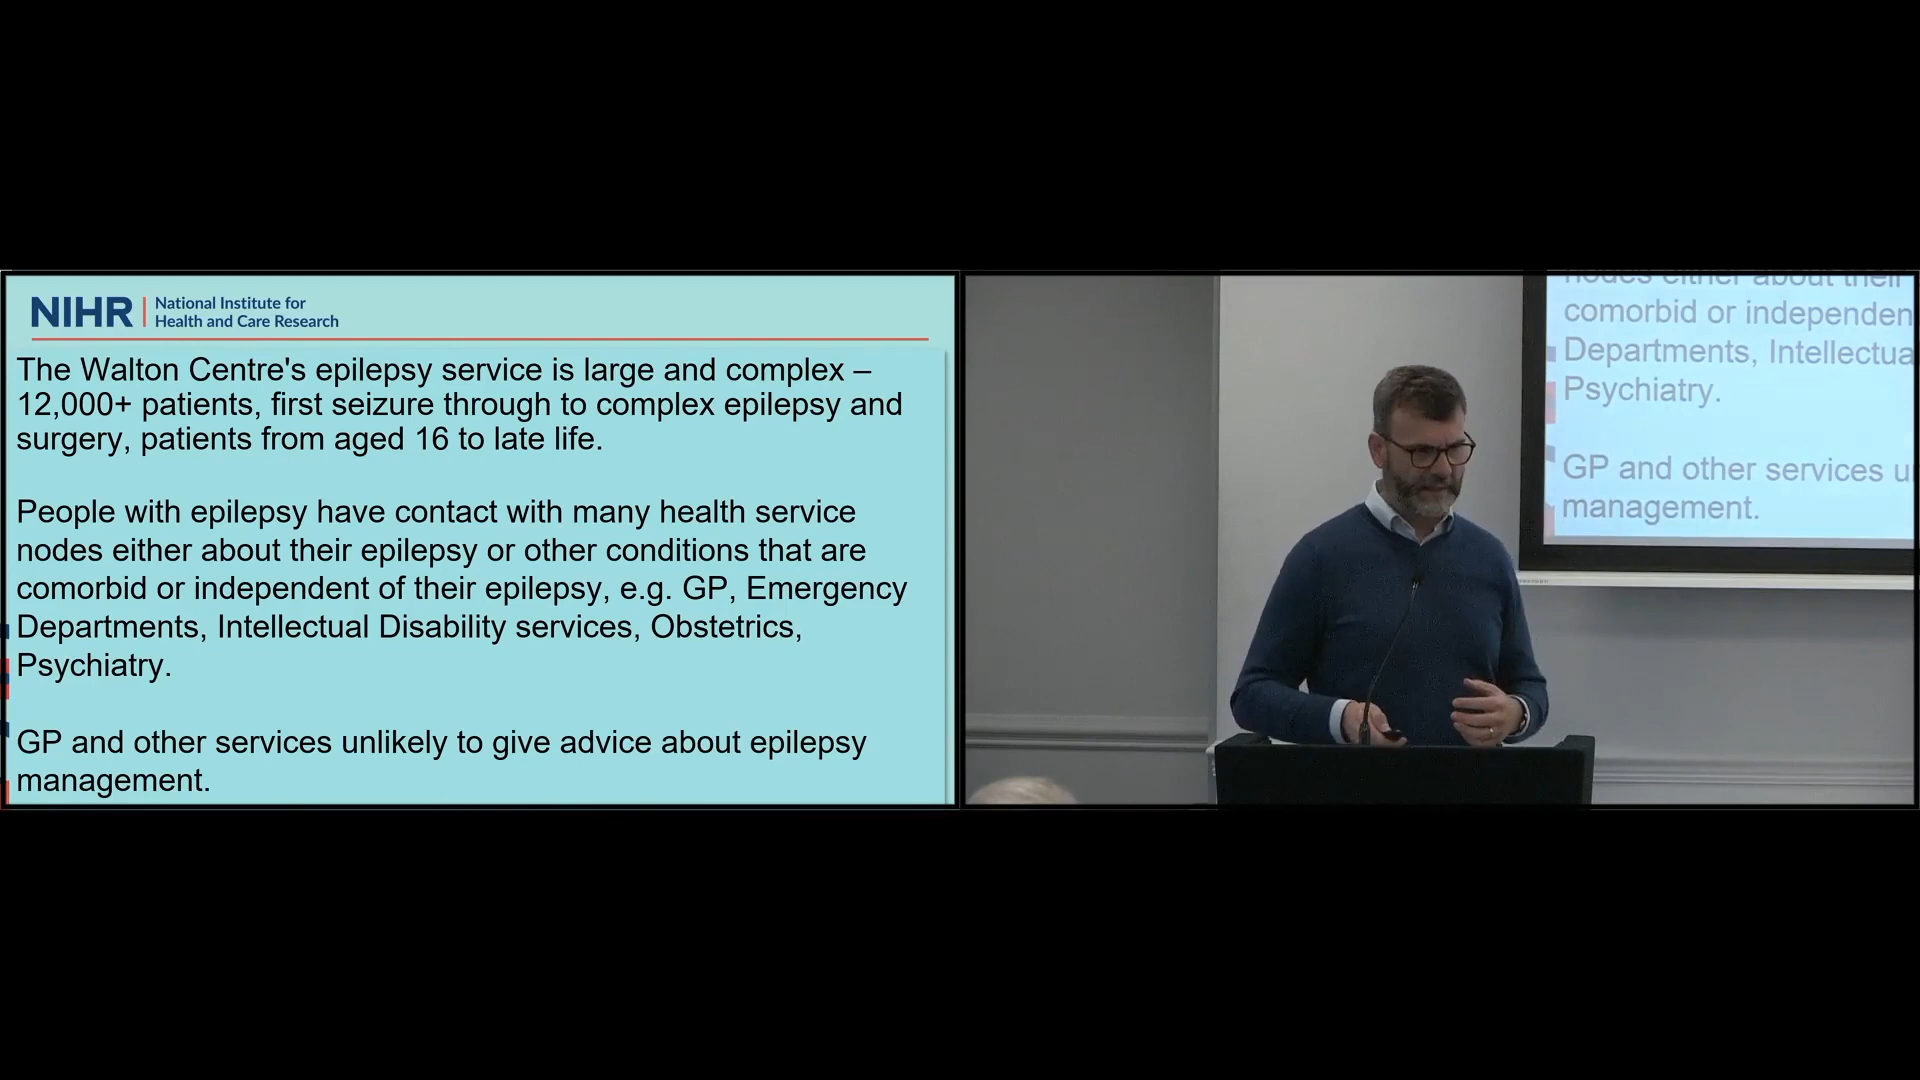 NIHR
National Institute for
Health and Care Research
The Walton Centre's epilepsy service is large and complex –
12,000+ patients, first seizure through to complex epilepsy and
surgery, patients from aged 16 to late life.
People with epilepsy have contact with many health service
nodes either about their epilepsy or other conditions that are
comorbid or independent of their epilepsy, e.g. GP, Emergency
Departments, Intellectual Disability services, Obstetrics,
Psychiatry.
GP and other services unlikely to give advice about epilepsy
management.
nodes either about their
comorbid or independen
Departments, Intellectua
Psychiatry.
GP and other services u
management.